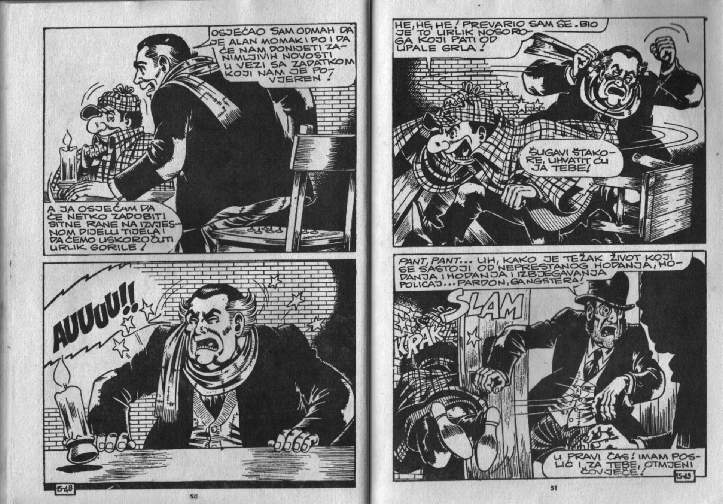 OSJEĆAO SAM ODMAH DA
JE ALAN MOMAK I PO I DA
ĆE NAM DONIJETI ZA-
NIMLJIVIH NOVOSTI
U VEZI SA ZADATKOM
KOJI NAM JE PO,
VJEREN!
A JA OSJEĆAM DA
ĆE NETKO ZADOBITI
SITNE RANE NA IZVJES-
NOM DIJELU TIJELA I
DA ĆEMO USKORO ČUTI
URLIK GORILE!
AUUUU!!
15-68
50
HE, HE, HE! PREVARIO SAM SE. BIO
JE TO URLIK NOSORO-
GA KOJI PATI OD
UPALE GRLA!
ŠUGAVI ŠTAKO-
RE, UHVATIT ĆU
JA TEBE!
PANT, PANT... UH, KAKO JE TEŽAK ŽIVOT KOJI
SE SASTOJI OD NEPRESTANOG HODANJA, HO-
DANJA I HODANJA I IZBJEGAVANJA
POLICAJ... PARDON, GANGSTERA!
SLAM
KPAK
U PRAVI ČAS! IMAM POS-
LIĆ I ZA TEBE, OTMJENI
ČOVJEČE!
51